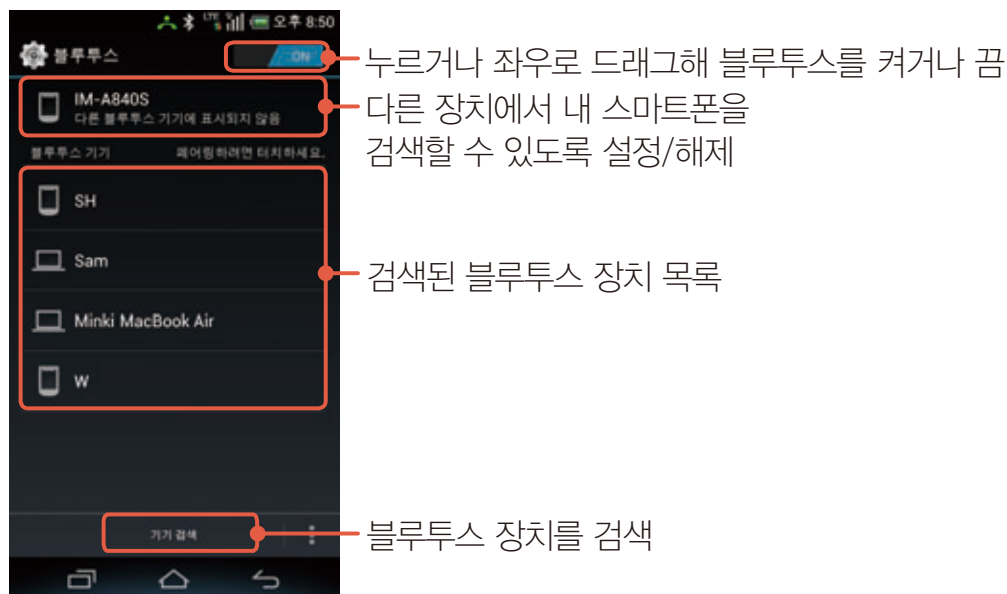 LTE 오후 8:50
블루투스 ON
누르거나 좌우로 드래그해 블루투스를 켜거나 끔
IM-A840S
다른 블루투스 기기에 표시되지 않음
다른 장치에서 내 스마트폰을
검색할 수 있도록 설정/해제
블루투스 기기 페어링하려면 터치하세요.
SH
Sam
검색된 블루투스 장치 목록
Minki MacBook Air
W
기기 검색
블루투스 장치를 검색